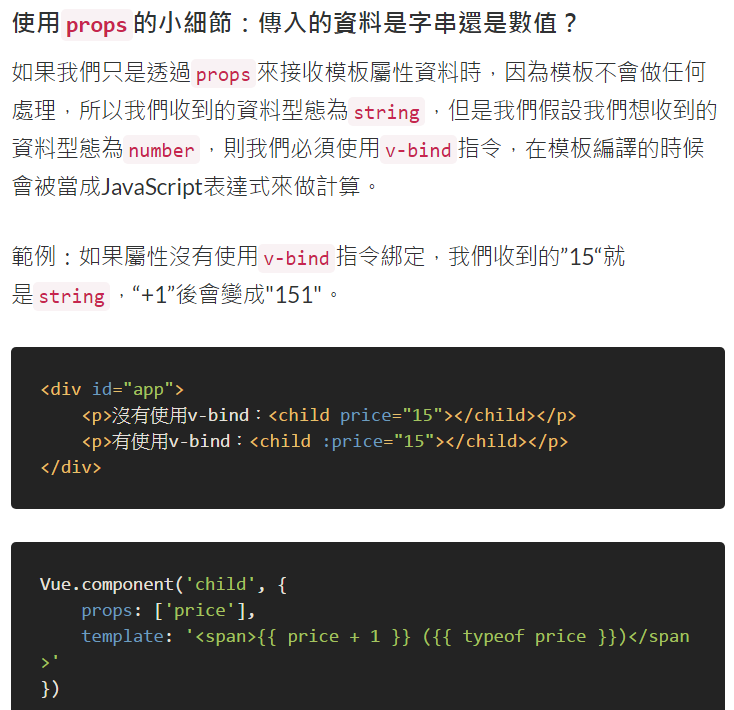 使用props的小細節：傳入的資料是字串還是數值？
如果我們只是透過props來接收模板屬性資料時，因為模板不會做任何
處理，所以我們收到的資料型態為string，但是我們假設我們想收到的
資料型態為number，則我們必須使用v-bind指令，在模板編譯的時候
會被當成JavaScript表達式來做計算。
範例：如果屬性沒有使用v-bind指令綁定，我們收到的”15“就
是string，“+1”後會變成"151"。
<div id="app">
    <p>沒有使用v-bind：<child price="15"></child></p>
    <p>有使用v-bind：<child :price="15"></child></p>
</div>
Vue.component('child', {
    props: ['price'],
    template: '<span>{{ price + 1 }} ({{ typeof price }})</span
>'
})